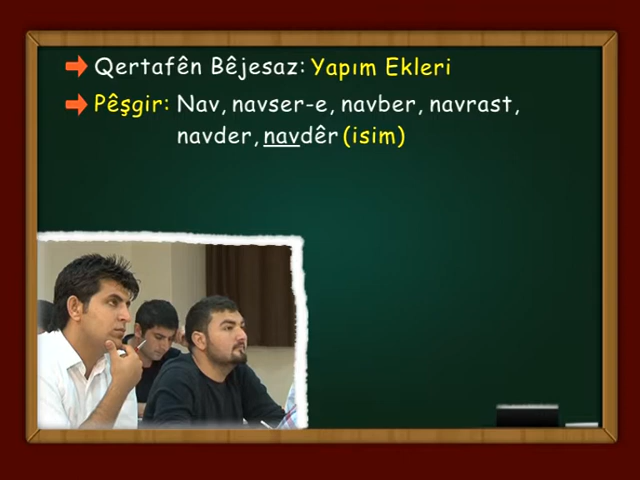 Qertafên Bêjesaz: Yapım Ekleri
Pêşgir: Nav, navser-e, navber, navrast,
navder, navdêr (isim)